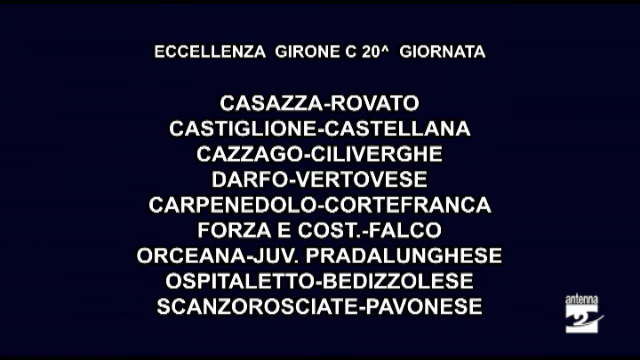 ECCELLENZA GIRONE C 20^ GIORNATA
CASAZZA-ROVATO
CASTIGLIONE-CASTELLANA
CAZZAGO-CILIVERGHE
DARFO-VERTOVESE
CARPENEDOLO-CORTEFRANCA
FORZA E COST.-FALCO
ORCEANA-JUV. PRADALUNGHESE
OSPITALETTO-BEDIZZOLESE
SCANZOROSCIATE-PAVONESE
antenna
2